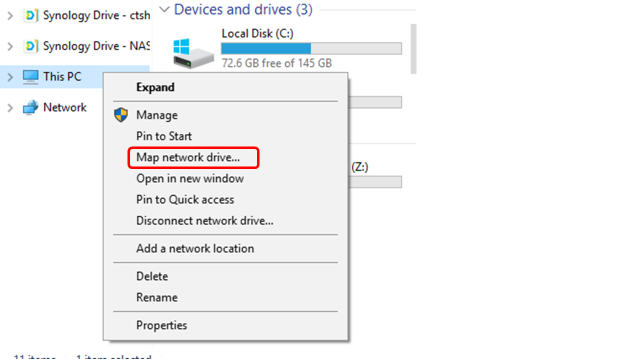 Synology Drive - ctsh
Synology Drive - NAS
This PC
Network
Devices and drives (3)
Local Disk (C:)
72.6 GB free of 145 GB
(Z:)
Expand
Manage
Pin to Start
Map network drive...
Open in new window
Pin to Quick access
Disconnect network drive...
Add a network location
Delete
Rename
Properties
11 items
1 item selected